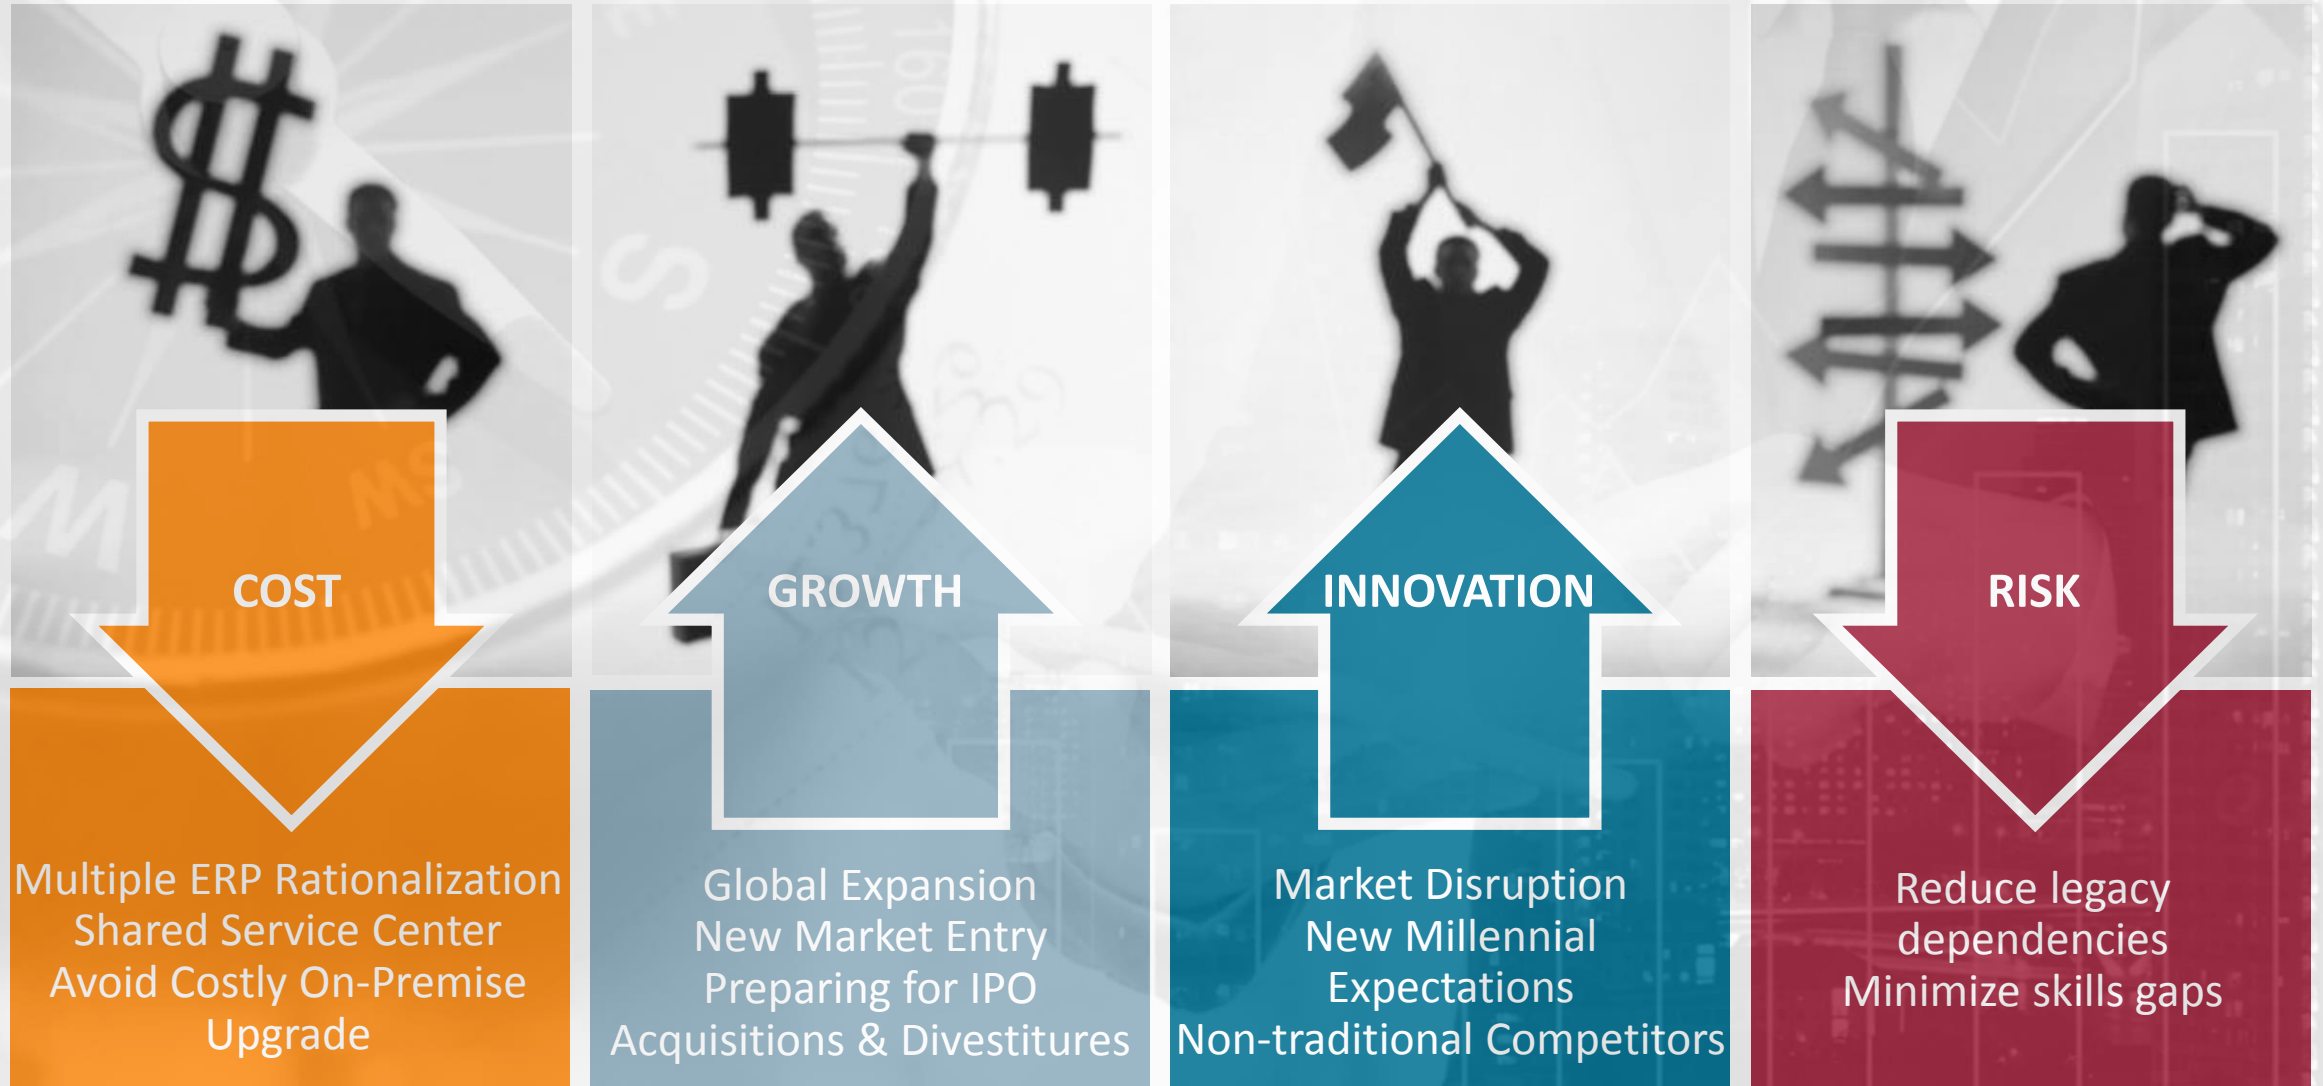 COST
Multiple ERP Rationalization
Shared Service Center
Avoid Costly On-Premise
Upgrade
GROWTH
Global Expansion
New Market Entry
Preparing for IPO
Acquisitions & Divestitures
INNOVATION
Market Disruption
New Millennial
Expectations
Non-traditional Competitors
RISK
Reduce legacy
dependencies
Minimize skills gaps
W
SW
S
160